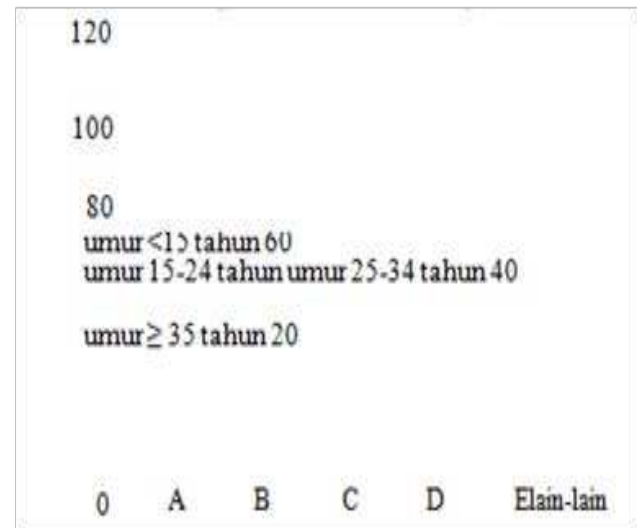 120
100
80
umur <15 tahun 60
umur 15-24 tahun umur 25-34 tahun 40
umur ≥ 35 tahun 20
0 A B C D Elain-lain